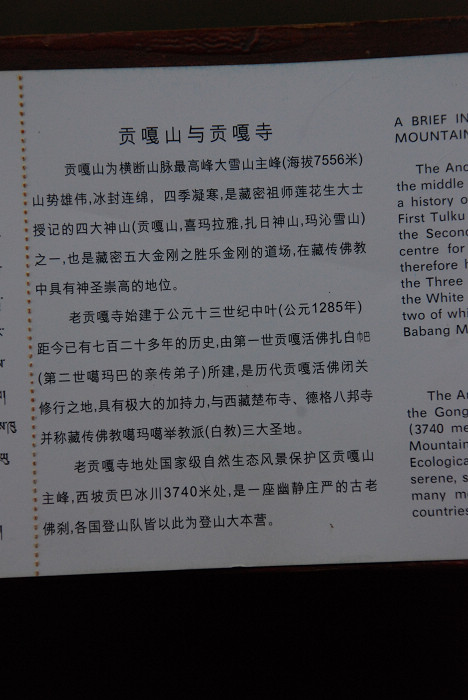 贡嘎山与贡嘎寺
贡嘎山为横断山脉最高峰大雪山主峰(海拔7556米)
山势雄伟,冰封连绵，四季凝寒,是藏密祖师莲花生大士
授记的四大神山(贡嘎山,喜玛拉雅,扎日神山,玛沁雪山)
之一,也是藏密五大金刚之胜乐金刚的道场,在藏传佛教
中具有神圣崇高的地位。
老贡嘎寺始建于公元十三世纪中叶(公元1285年)
距今已有七百二十多年的历史,由第一世贡嘎活佛扎白
(第二世噶玛巴的亲传弟子)所建,是历代贡嘎活佛闭关
修行之地,具有极大的加持力,与西藏楚布寺、德格八邦寺
并称藏传佛教噶玛噶举教派(白教)三大圣地。
老贡嘎寺地处国家级自然生态风景保护区贡嘎山
主峰,西坡贡巴冰川3740米处,是一座幽静庄严的古老
佛刹,各国登山队皆以此为登山大本营。
A BRIEF IN
MOUNTAIN
The Anc
the middle
a history o
First Tulku
the Second
centre for
therefore h
the Three
the White
two of whi
Babang M
The An
the Gong
(3740 me
Mountain
Ecological
serene, s
many m
countries